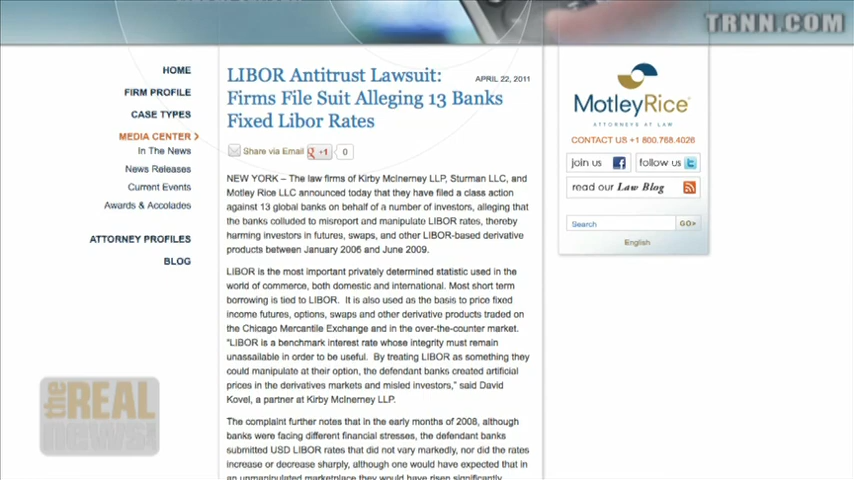 TRNN.COM
HOME
FIRM PROFILE
CASE TYPES
MEDIA CENTER >
In The News
News Releases
Current Events
Awards & Accolades
ATTORNEY PROFILES
BLOG
LIBOR Antitrust Lawsuit:
Firms File Suit Alleging 13 Banks
Fixed Libor Rates
APRIL 22, 2011
Share via Email +1 0
NEW YORK – The law firms of Kirby McInerney LLP, Sturman LLC, and
Motley Rice LLC announced today that they have filed a class action
against 13 global banks on behalf of a number of investors, alleging that
the banks colluded to misreport and manipulate LIBOR rates, thereby
harming investors in futures, swaps, and other LIBOR-based derivative
products between January 2006 and June 2009.
LIBOR is the most important privately determined statistic used in the
world of commerce, both domestic and international. Most short term
borrowing is tied to LIBOR. It is also used as the basis to price fixed
income futures, options, swaps and other derivative products traded on
the Chicago Mercantile Exchange and in the over-the-counter market.
"LIBOR is a benchmark interest rate whose integrity must remain
unassailable in order to be useful. By treating LIBOR as something they
could manipulate at their option, the defendant banks created artificial
prices in the derivatives markets and misled investors," said David
Kovel, a partner at Kirby McInerney LLP.
The complaint further notes that in the early months of 2008, although
banks were facing different financial stresses, the defendant banks
submitted USD LIBOR rates that did not vary markedly, nor did the rates
increase or decrease sharply, although one would have expected that in
an unmanipulated marketplace they would have risen significantly
MotleyRice
ATTORNEYS AT LAW
CONTACT US +1 800.768.4026
join us
follow us
read our Law Blog
Search
GO>
English
the REAL
news